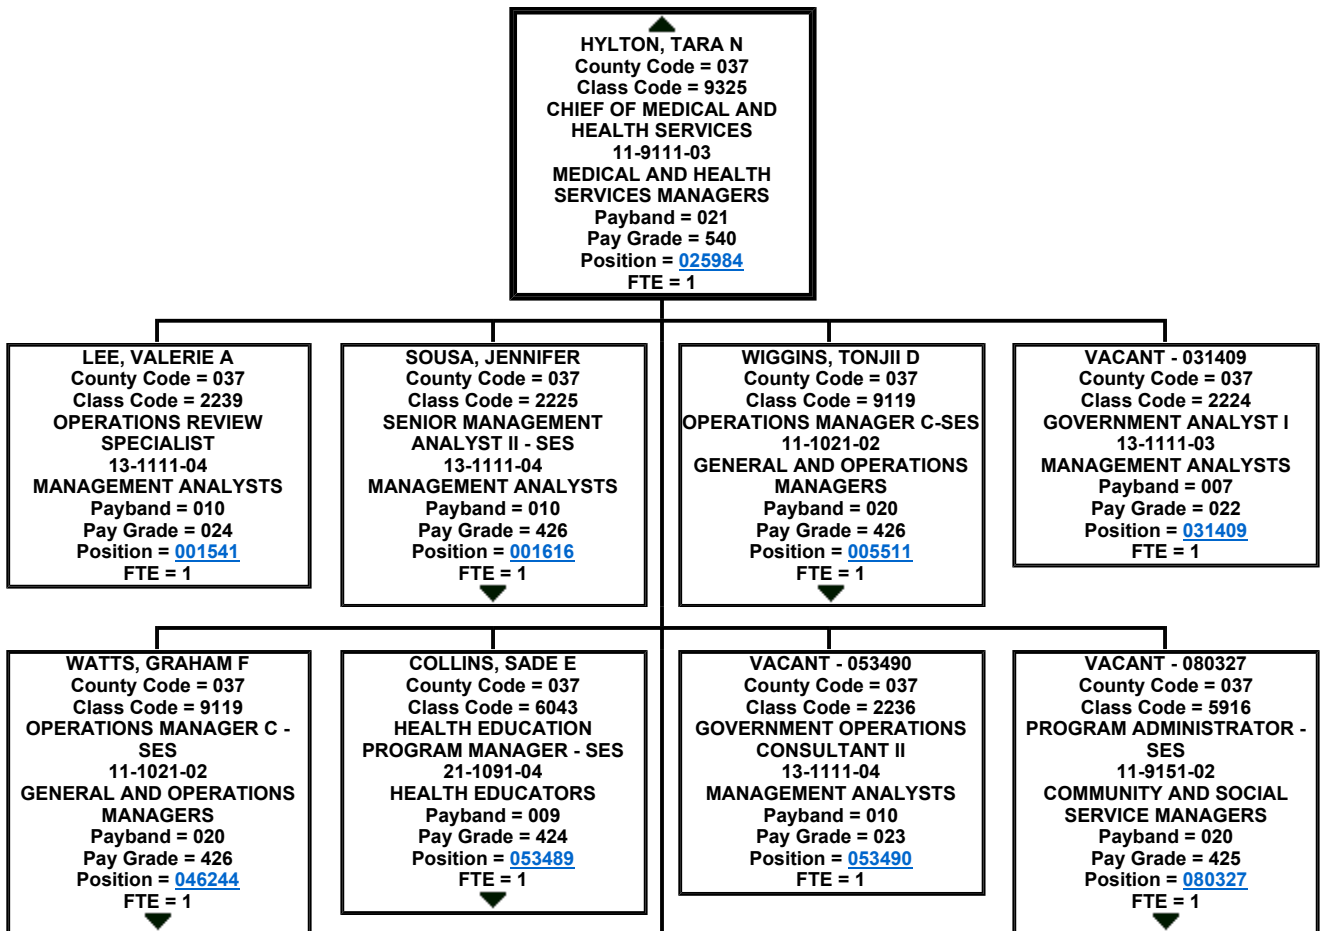 HYLTON, TARA N
County Code = 037
Class Code = 9325
CHIEF OF MEDICAL AND
HEALTH SERVICES
11-9111-03
MEDICAL AND HEALTH
SERVICES MANAGERS
Payband = 021
Pay Grade = 540
Position = 025984
FTE = 1
LEE, VALERIE A
County Code = 037
Class Code = 2239
OPERATIONS REVIEW
SPECIALIST
13-1111-04
MANAGEMENT ANALYSTS
Payband = 010
Pay Grade = 024
Position = 001541
FTE = 1
SOUSA, JENNIFER
County Code = 037
Class Code = 2225
SENIOR MANAGEMENT
ANALYST II - SES
13-1111-04
MANAGEMENT ANALYSTS
Payband = 010
Pay Grade = 426
Position = 001616
FTE = 1
WIGGINS, TONJII D
County Code = 037
Class Code = 9119
OPERATIONS MANAGER C-SES
11-1021-02
GENERAL AND OPERATIONS
MANAGERS
Payband = 020
Pay Grade = 426
Position = 005511
FTE = 1
VACANT - 031409
County Code = 037
Class Code = 2224
GOVERNMENT ANALYST I
13-1111-03
MANAGEMENT ANALYSTS
Payband = 007
Pay Grade = 022
Position = 031409
FTE = 1
WATTS, GRAHAM F
County Code = 037
Class Code = 9119
OPERATIONS MANAGER C -
SES
11-1021-02
GENERAL AND OPERATIONS
MANAGERS
Payband = 020
Pay Grade = 426
Position = 046244
FTE = 1
COLLINS, SADE E
County Code = 037
Class Code = 6043
HEALTH EDUCATION
PROGRAM MANAGER - SES
21-1091-04
HEALTH EDUCATORS
Payband = 009
Pay Grade = 424
Position = 053489
FTE = 1
VACANT - 053490
County Code = 037
Class Code = 2236
GOVERNMENT OPERATIONS
CONSULTANT II
13-1111-04
MANAGEMENT ANALYSTS
Payband = 010
Pay Grade = 023
Position = 053490
FTE = 1
VACANT - 080327
County Code = 037
Class Code = 5916
PROGRAM ADMINISTRATOR -
SES
11-9151-02
COMMUNITY AND SOCIAL
SERVICE MANAGERS
Payband = 020
Pay Grade = 425
Position = 080327
FTE = 1